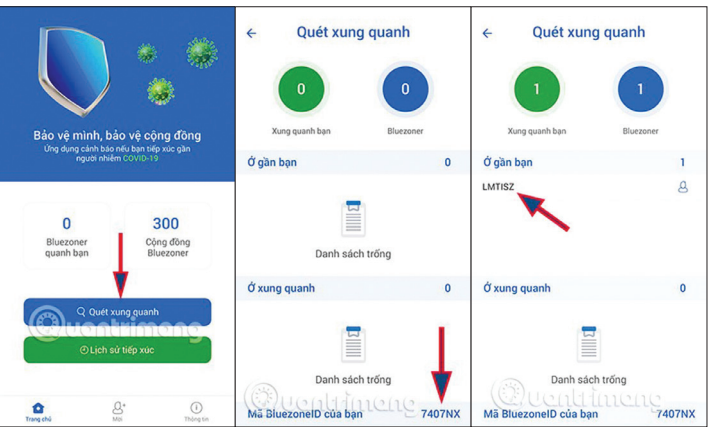 Bảo vệ mình, bảo vệ cộng đồng
Ứng dụng cảnh báo nếu bạn tiếp xúc gần
người nhiễm COVID-19
0
Bluezoner
quanh bạn
300
Cộng đồng
Bluezoner
Quét xung quanh
Lịch sử tiếp xúc
Trang chủ
Mời
Thông tin
Quantrimang
Quét xung quanh
0
0
Xung quanh bạn
Bluezoner
Ở gần bạn 0
Danh sách trống
Ở xung quanh 0
Danh sách trống
Mã BluezoneID của bạn 7407NX
Quantrimang
Quét xung quanh
1
1
Xung quanh bạn
Bluezoner
Ở gần bạn 1
LMTISZ
Ở xung quanh 0
Danh sách trống
Mã BluezoneID của bạn 7407NX
Quantrimang